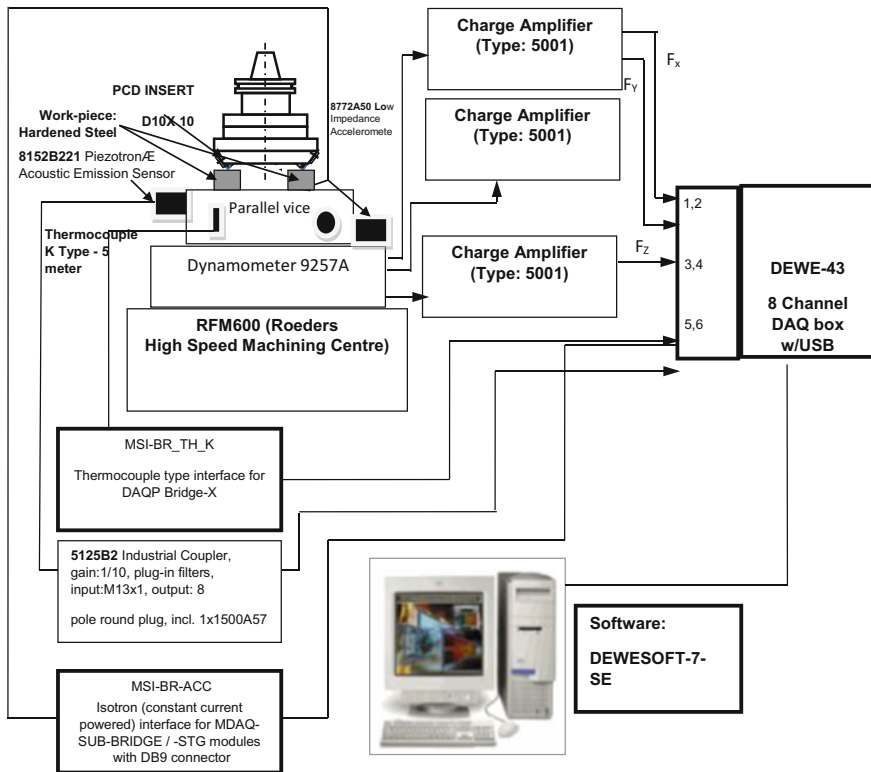 Charge Amplifier
(Type: 5001)
Fx
FY
PCD INSERT
D10X 10
8772A50 Low
Impedance
Acceleromete
Work-piece:
Hardened Steel
8152B221 PiezotronÆ
Acoustic Emission Sensor
Charge Amplifier
(Type: 5001)
Parallel vice
Thermocouple
K Type - 5
meter
Dynamometer 9257A
Charge Amplifier
(Type: 5001)
FZ
1,2
3,4
5,6
DEWE-43
8 Channel
DAQ box
w/USB
RFM600 (Roeders
High Speed Machining Centre)
MSI-BR_TH_K
Thermocouple type interface for
DAQP Bridge-X
5125B2 Industrial Coupler,
gain:1/10, plug-in filters,
input:M13x1, output: 8
pole round plug, incl. 1x1500A57
MSI-BR-ACC
Isotron (constant current
powered) interface for MDAQ-
SUB-BRIDGE / -STG modules
with DB9 connector
Software:
DEWESOFT-7-
SE